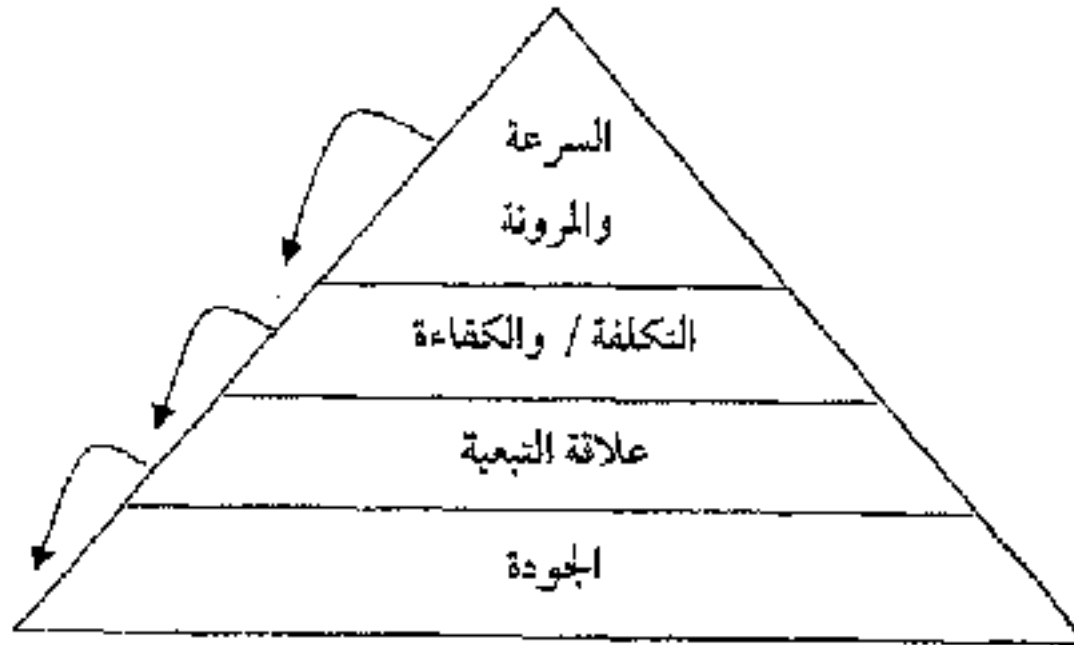 السرعة
والمرونة
التكلفة / والكفاءة
علاقة التبعية
الجودة